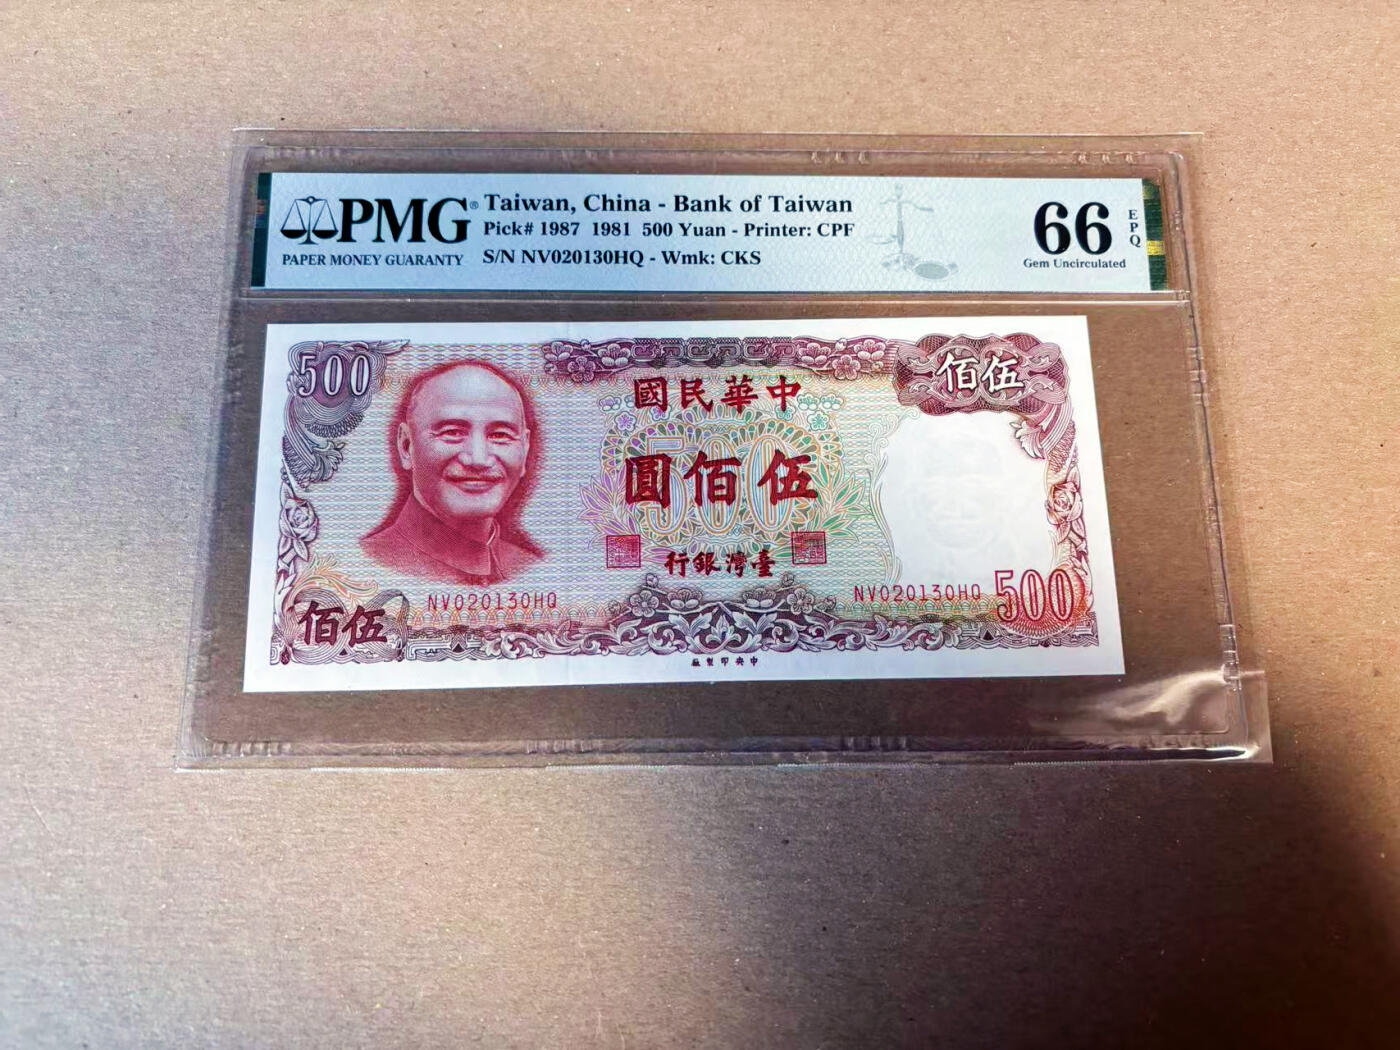 PMG®
PAPER MONEY GUARANTY
Taiwan, China - Bank of Taiwan
Pick# 1987 1981 500 Yuan - Printer: CPF
S/N NV020130HQ - Wmk: CKS
66
EPQ
Gem Uncirculated
500
佰伍
國民華中
500
圓佰伍
行銀灣臺
NV020130HQ
NV020130HQ
500
佰伍
廠製印央中